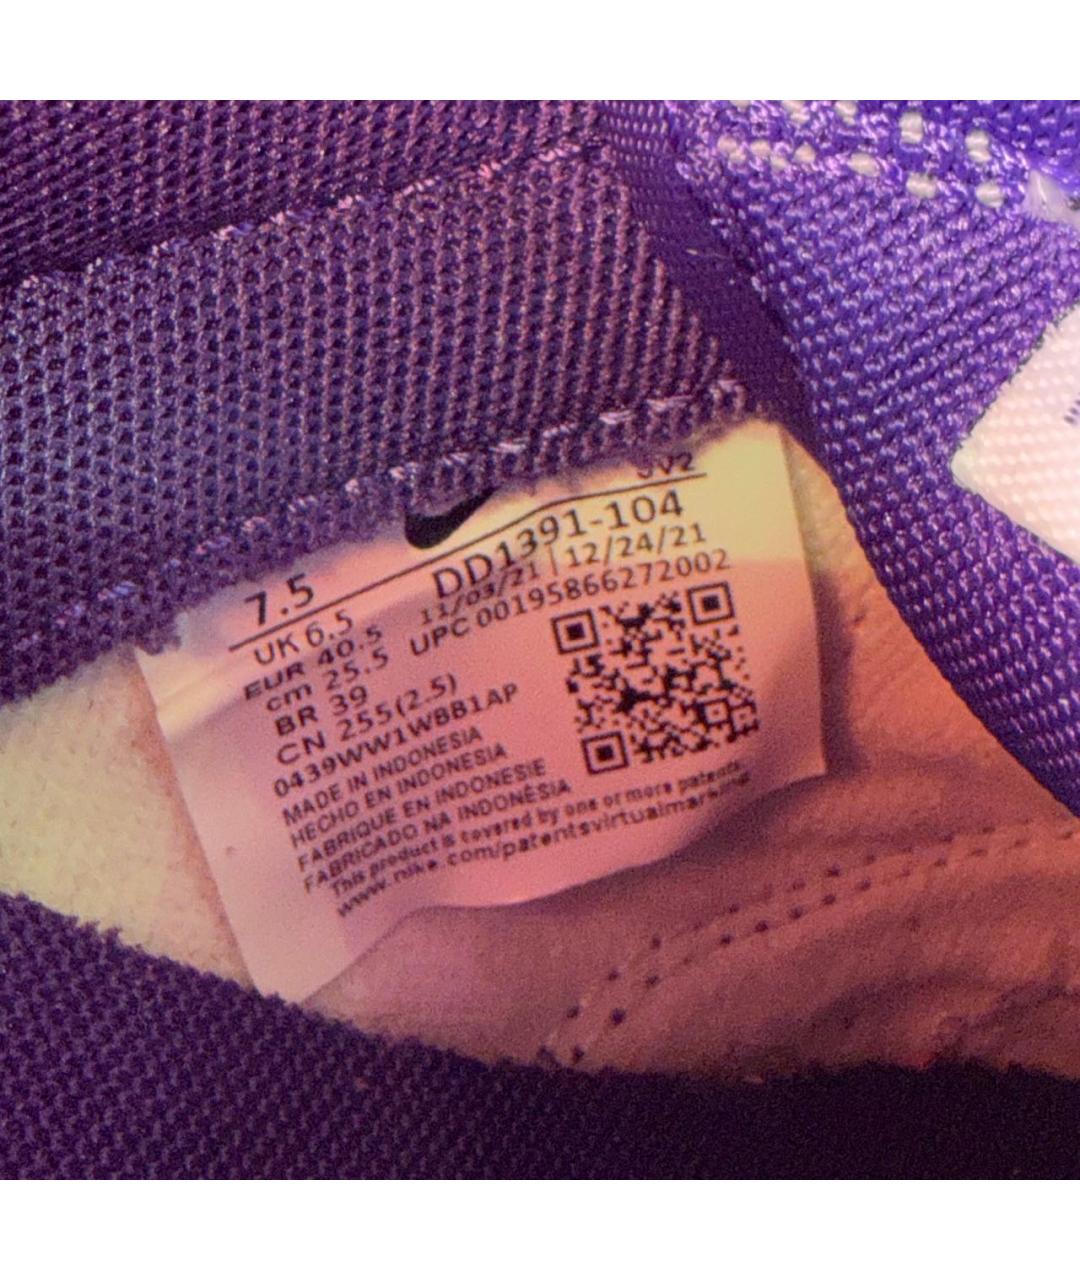 JV2
7.5
DD1391-104
UK 6.5
11/03/21 | 12/24/21
EUR 40.5
UPC 00195866272002
cm 25.5
BR 39
CN 255(2.5)
0439WW1WBB1AP
MADE IN INDONESIA
HECHO EN INDONESIA
FABRIQUE EN INDONESIE
FABRICADO NA INDONÈSIA
This product is covered by one or more patents.
www.nike.com/patentsvirtualmarking